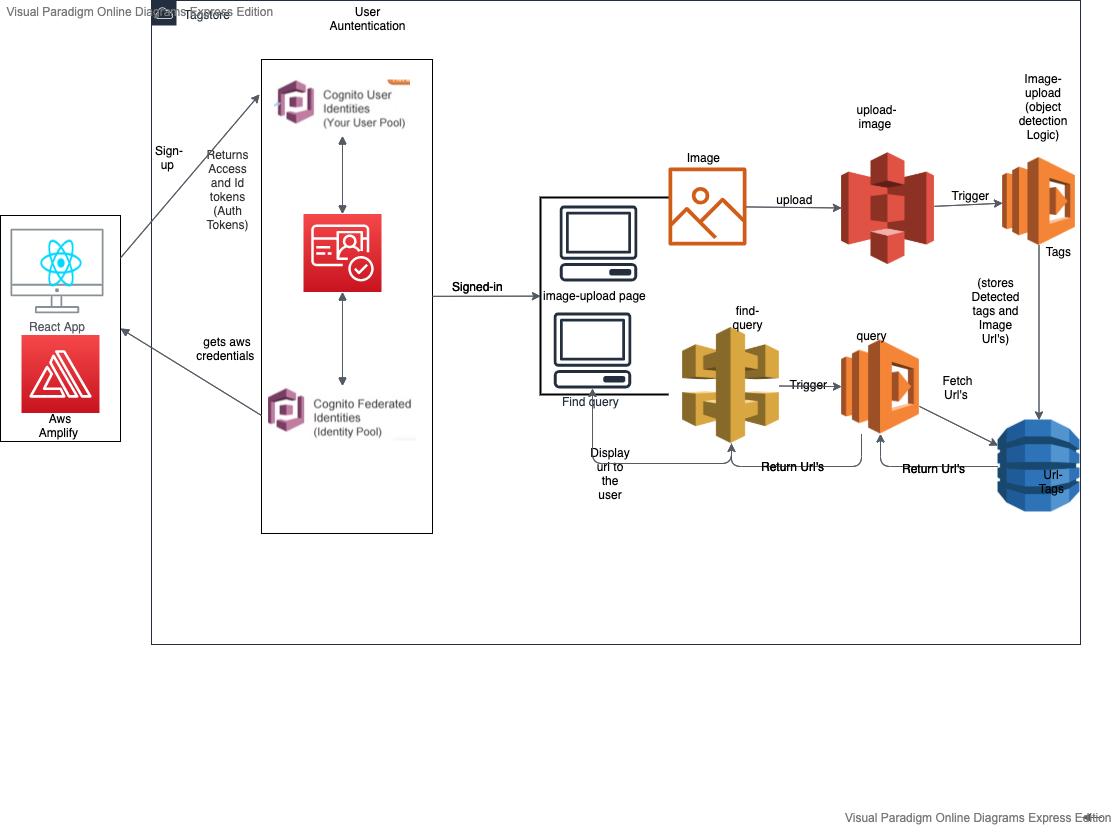 Visual Paradigm Online Diagrams Express Edition
Tagstore
User
Auntentication
Cognito User
Identities
(Your User Pool)
Sign-
up
Returns
Access
and Id
tokens
(Auth
Tokens)
React App
Aws
Amplify
gets aws
credentials
Cognito Federated
Identities
(Identity Pool)
Signed-in
image-upload page
Find query
Image
upload
upload-
image
Trigger
Image-
upload
(object
detection
Logic)
Tags
(stores
Detected
tags and
Image
Url's)
find-
query
Trigger
query
Fetch
Url's
Display
url to
the
user
Return Url's
Return Url's
Url-
Tags
Visual Paradigm Online Diagrams Express Edition